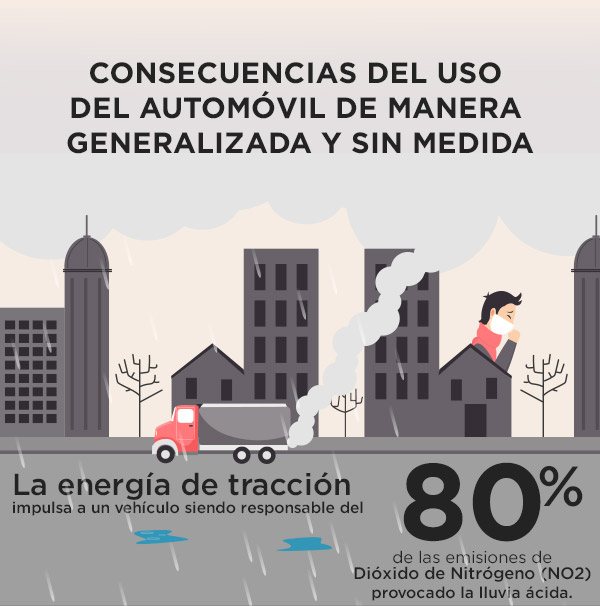 CONSECUENCIAS DEL USO
DEL AUTOMÓVIL DE MANERA
GENERALIZADA Y SIN MEDIDA
La energía de tracción
impulsa a un vehículo siendo responsable del
80%
de las emisiones de
Dióxido de Nitrógeno (NO2)
provocado la lluvia ácida.